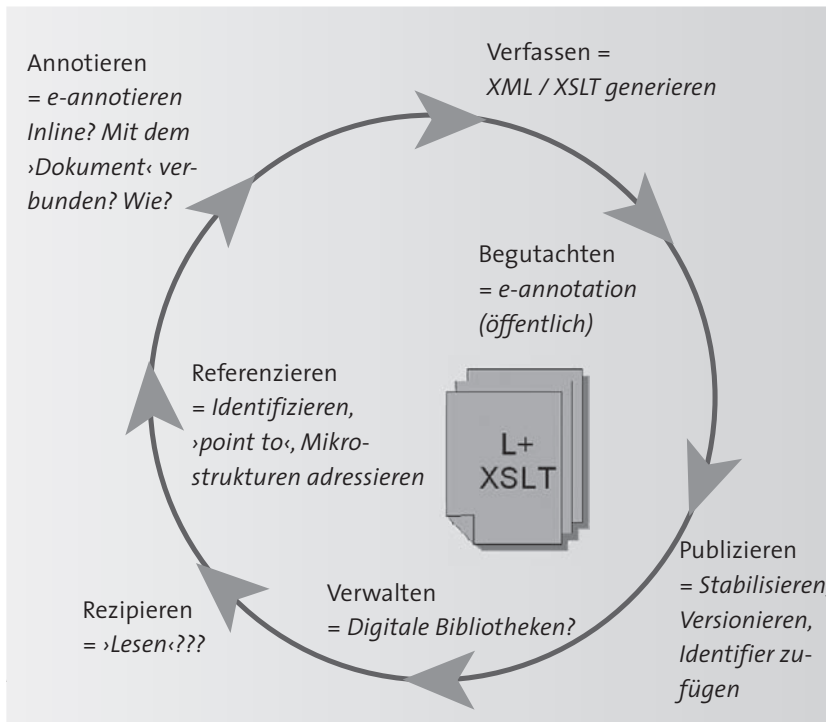 Annotieren
= e-annotieren
Inline? Mit dem
›Dokument‹ ver-
bunden? Wie?
Verfassen =
XML / XSLT generieren
Begutachten
= e-annotation
(öffentlich)
Referenzieren
= Identifizieren,
›point to‹, Mikro-
strukturen adressieren
L+
XSLT
Publizieren
= Stabilisieren,
Versionieren,
Identifier zu-
fügen
Verwalten
= Digitale Bibliotheken?
Rezipieren
= ›Lesen‹???